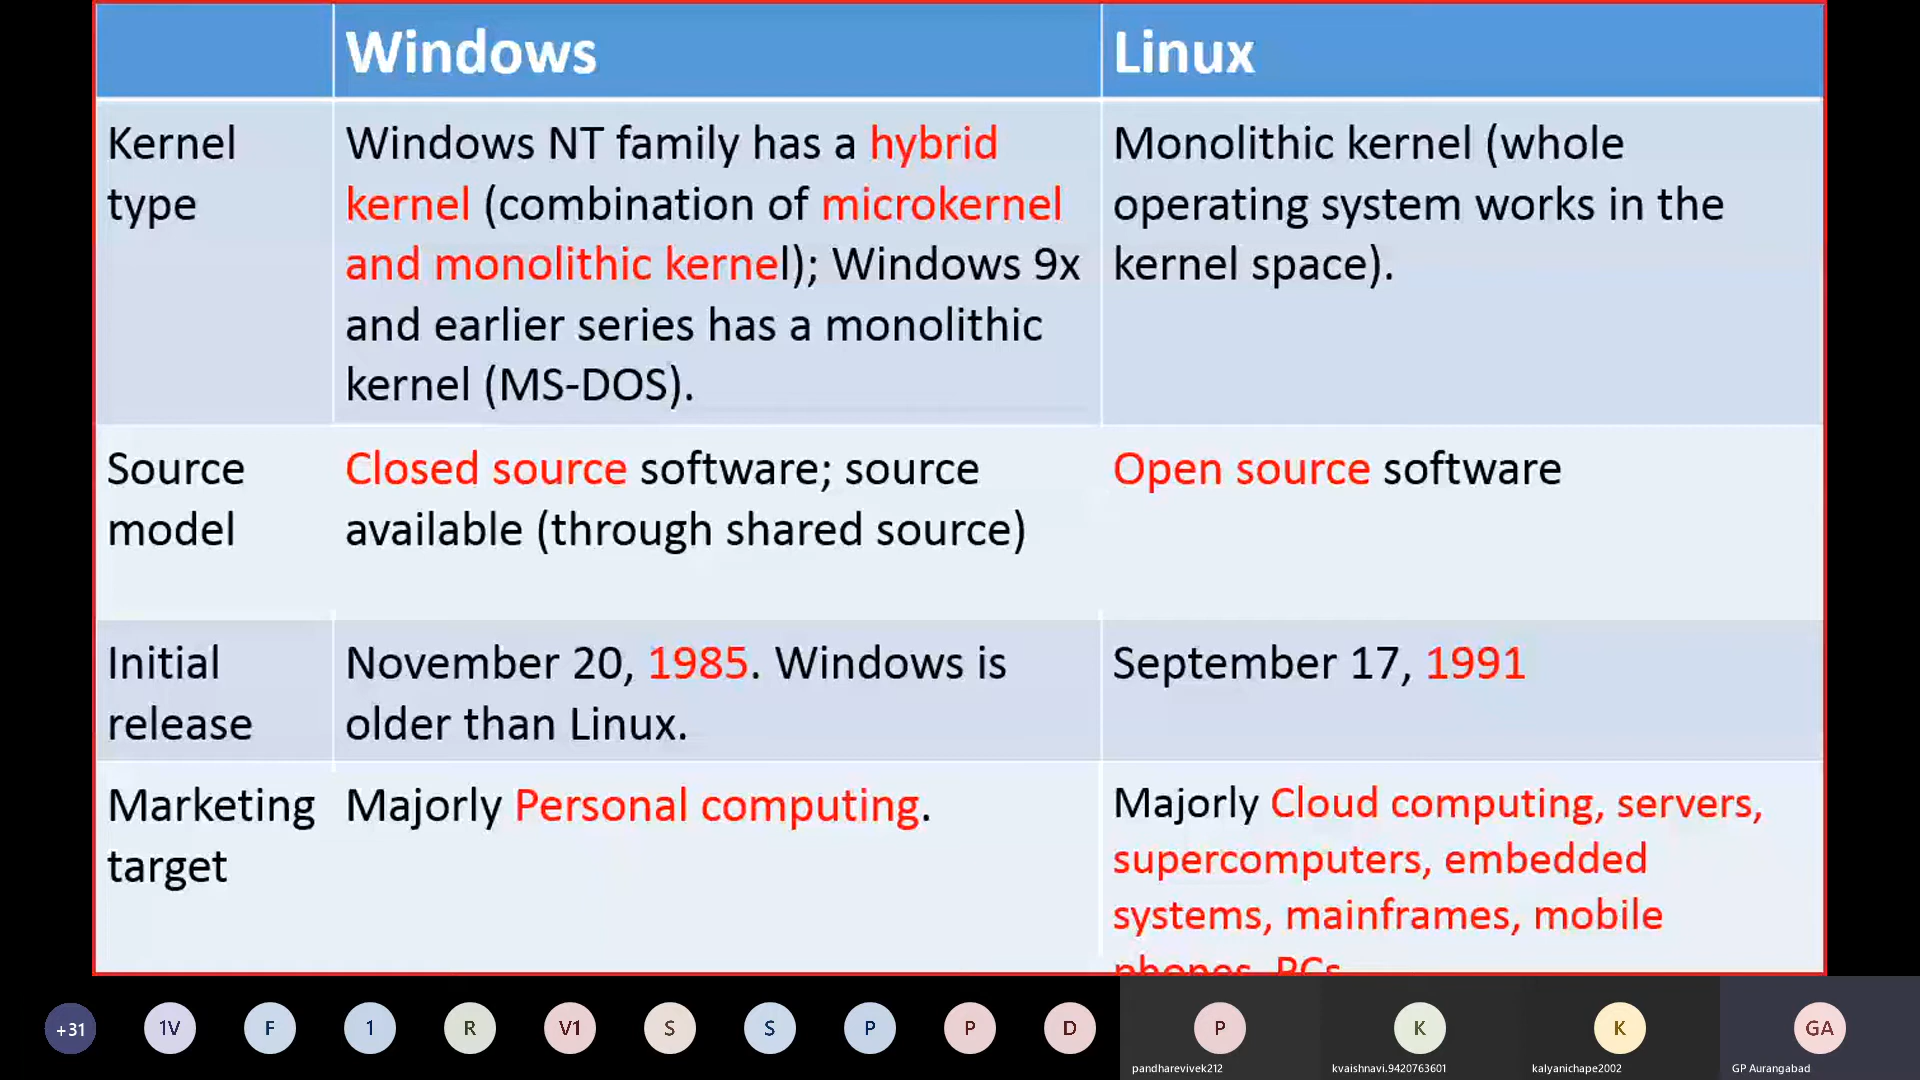 Windows
Linux
Kernel
type
Windows NT family has a hybrid
kernel (combination of microkernel
and monolithic kernel); Windows 9x
and earlier series has a monolithic
kernel (MS-DOS).
Monolithic kernel (whole
operating system works in the
kernel space).
Source
model
Closed source software; source
available (through shared source)
Open source software
Initial
release
November 20, 1985. Windows is
older than Linux.
September 17, 1991
Marketing
target
Majorly Personal computing.
Majorly Cloud computing, servers,
supercomputers, embedded
systems, mainframes, mobile
phones, PCs
+31
1V
F
1
R
V1
S
S
P
P
D
P
K
K
GA
pandharevivek212
kvaishnavi.9420763601
kalyanichape2002
GP Aurangabad